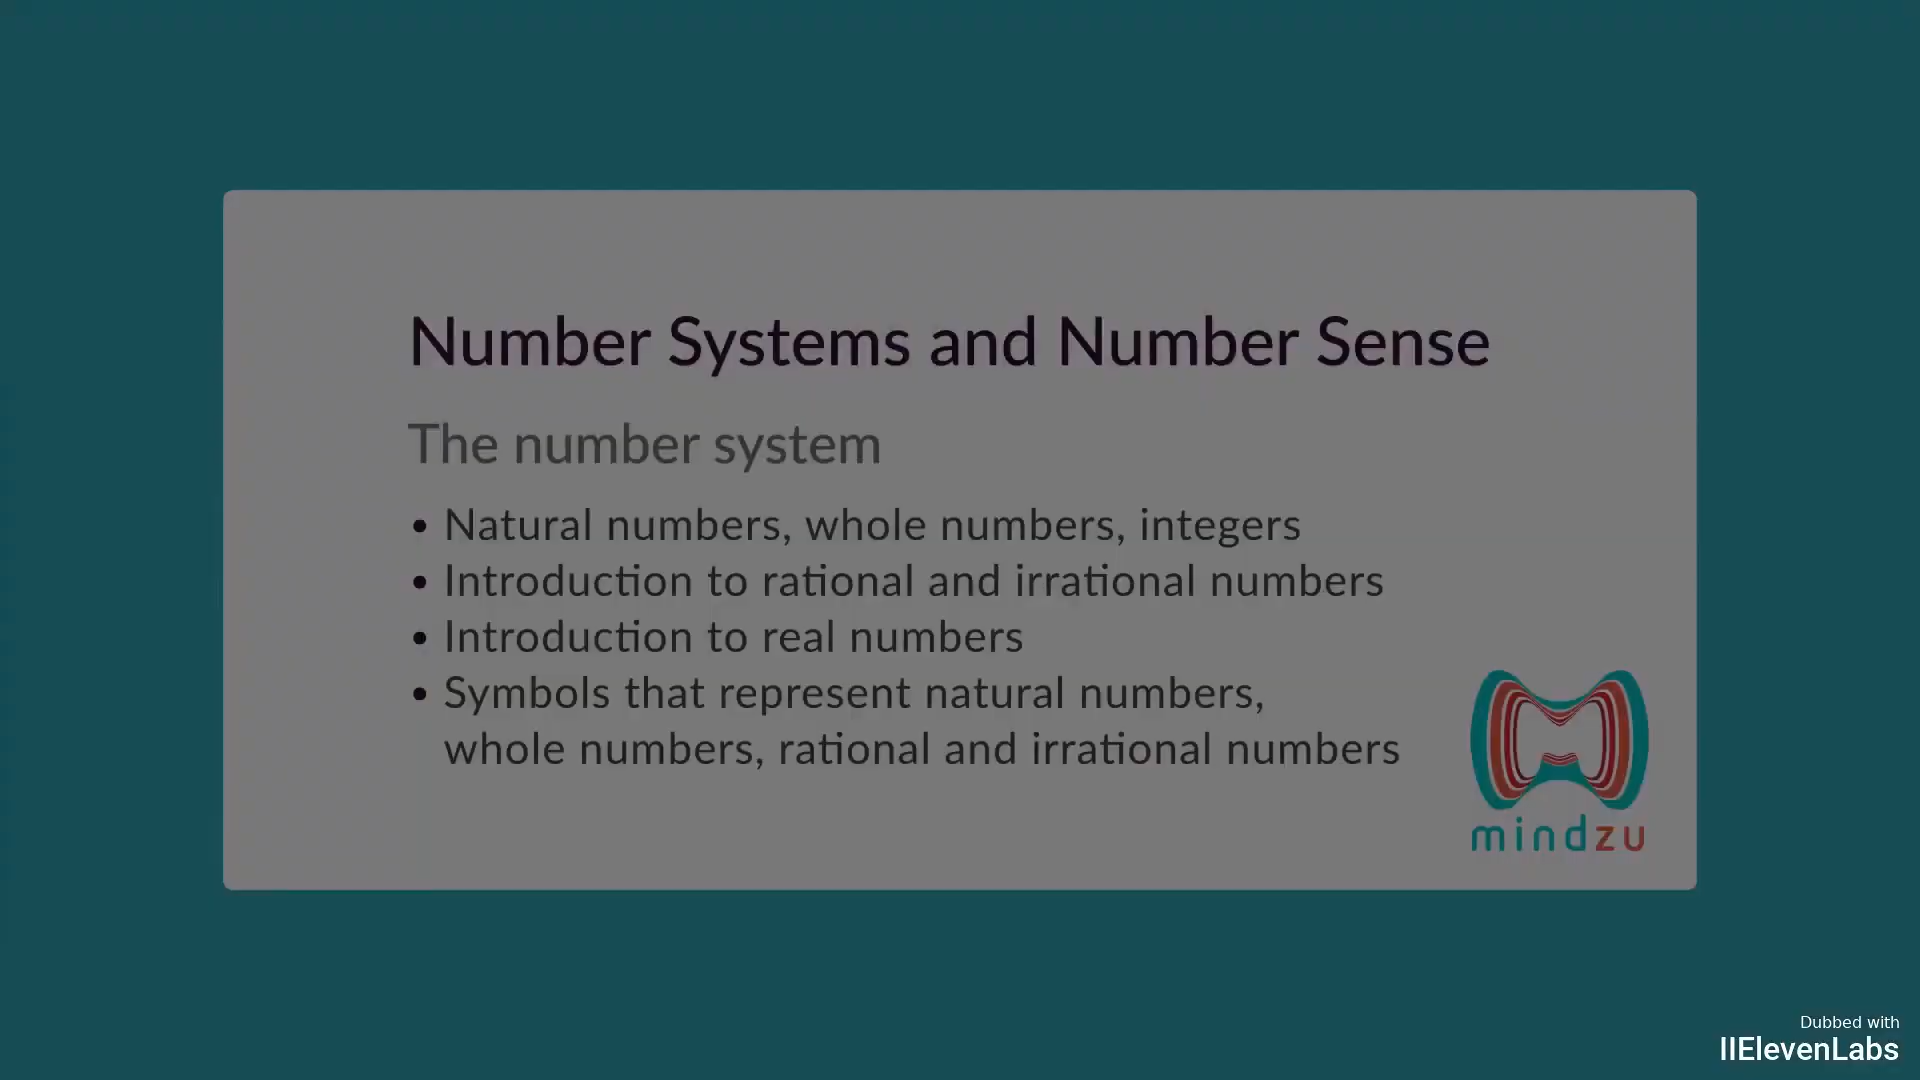 Number Systems and Number Sense
The number system
• Natural numbers, whole numbers, integers
• Introduction to rational and irrational numbers
• Introduction to real numbers
• Symbols that represent natural numbers,
whole numbers, rational and irrational numbers
mindzu
Dubbed with
IIElevenLabs